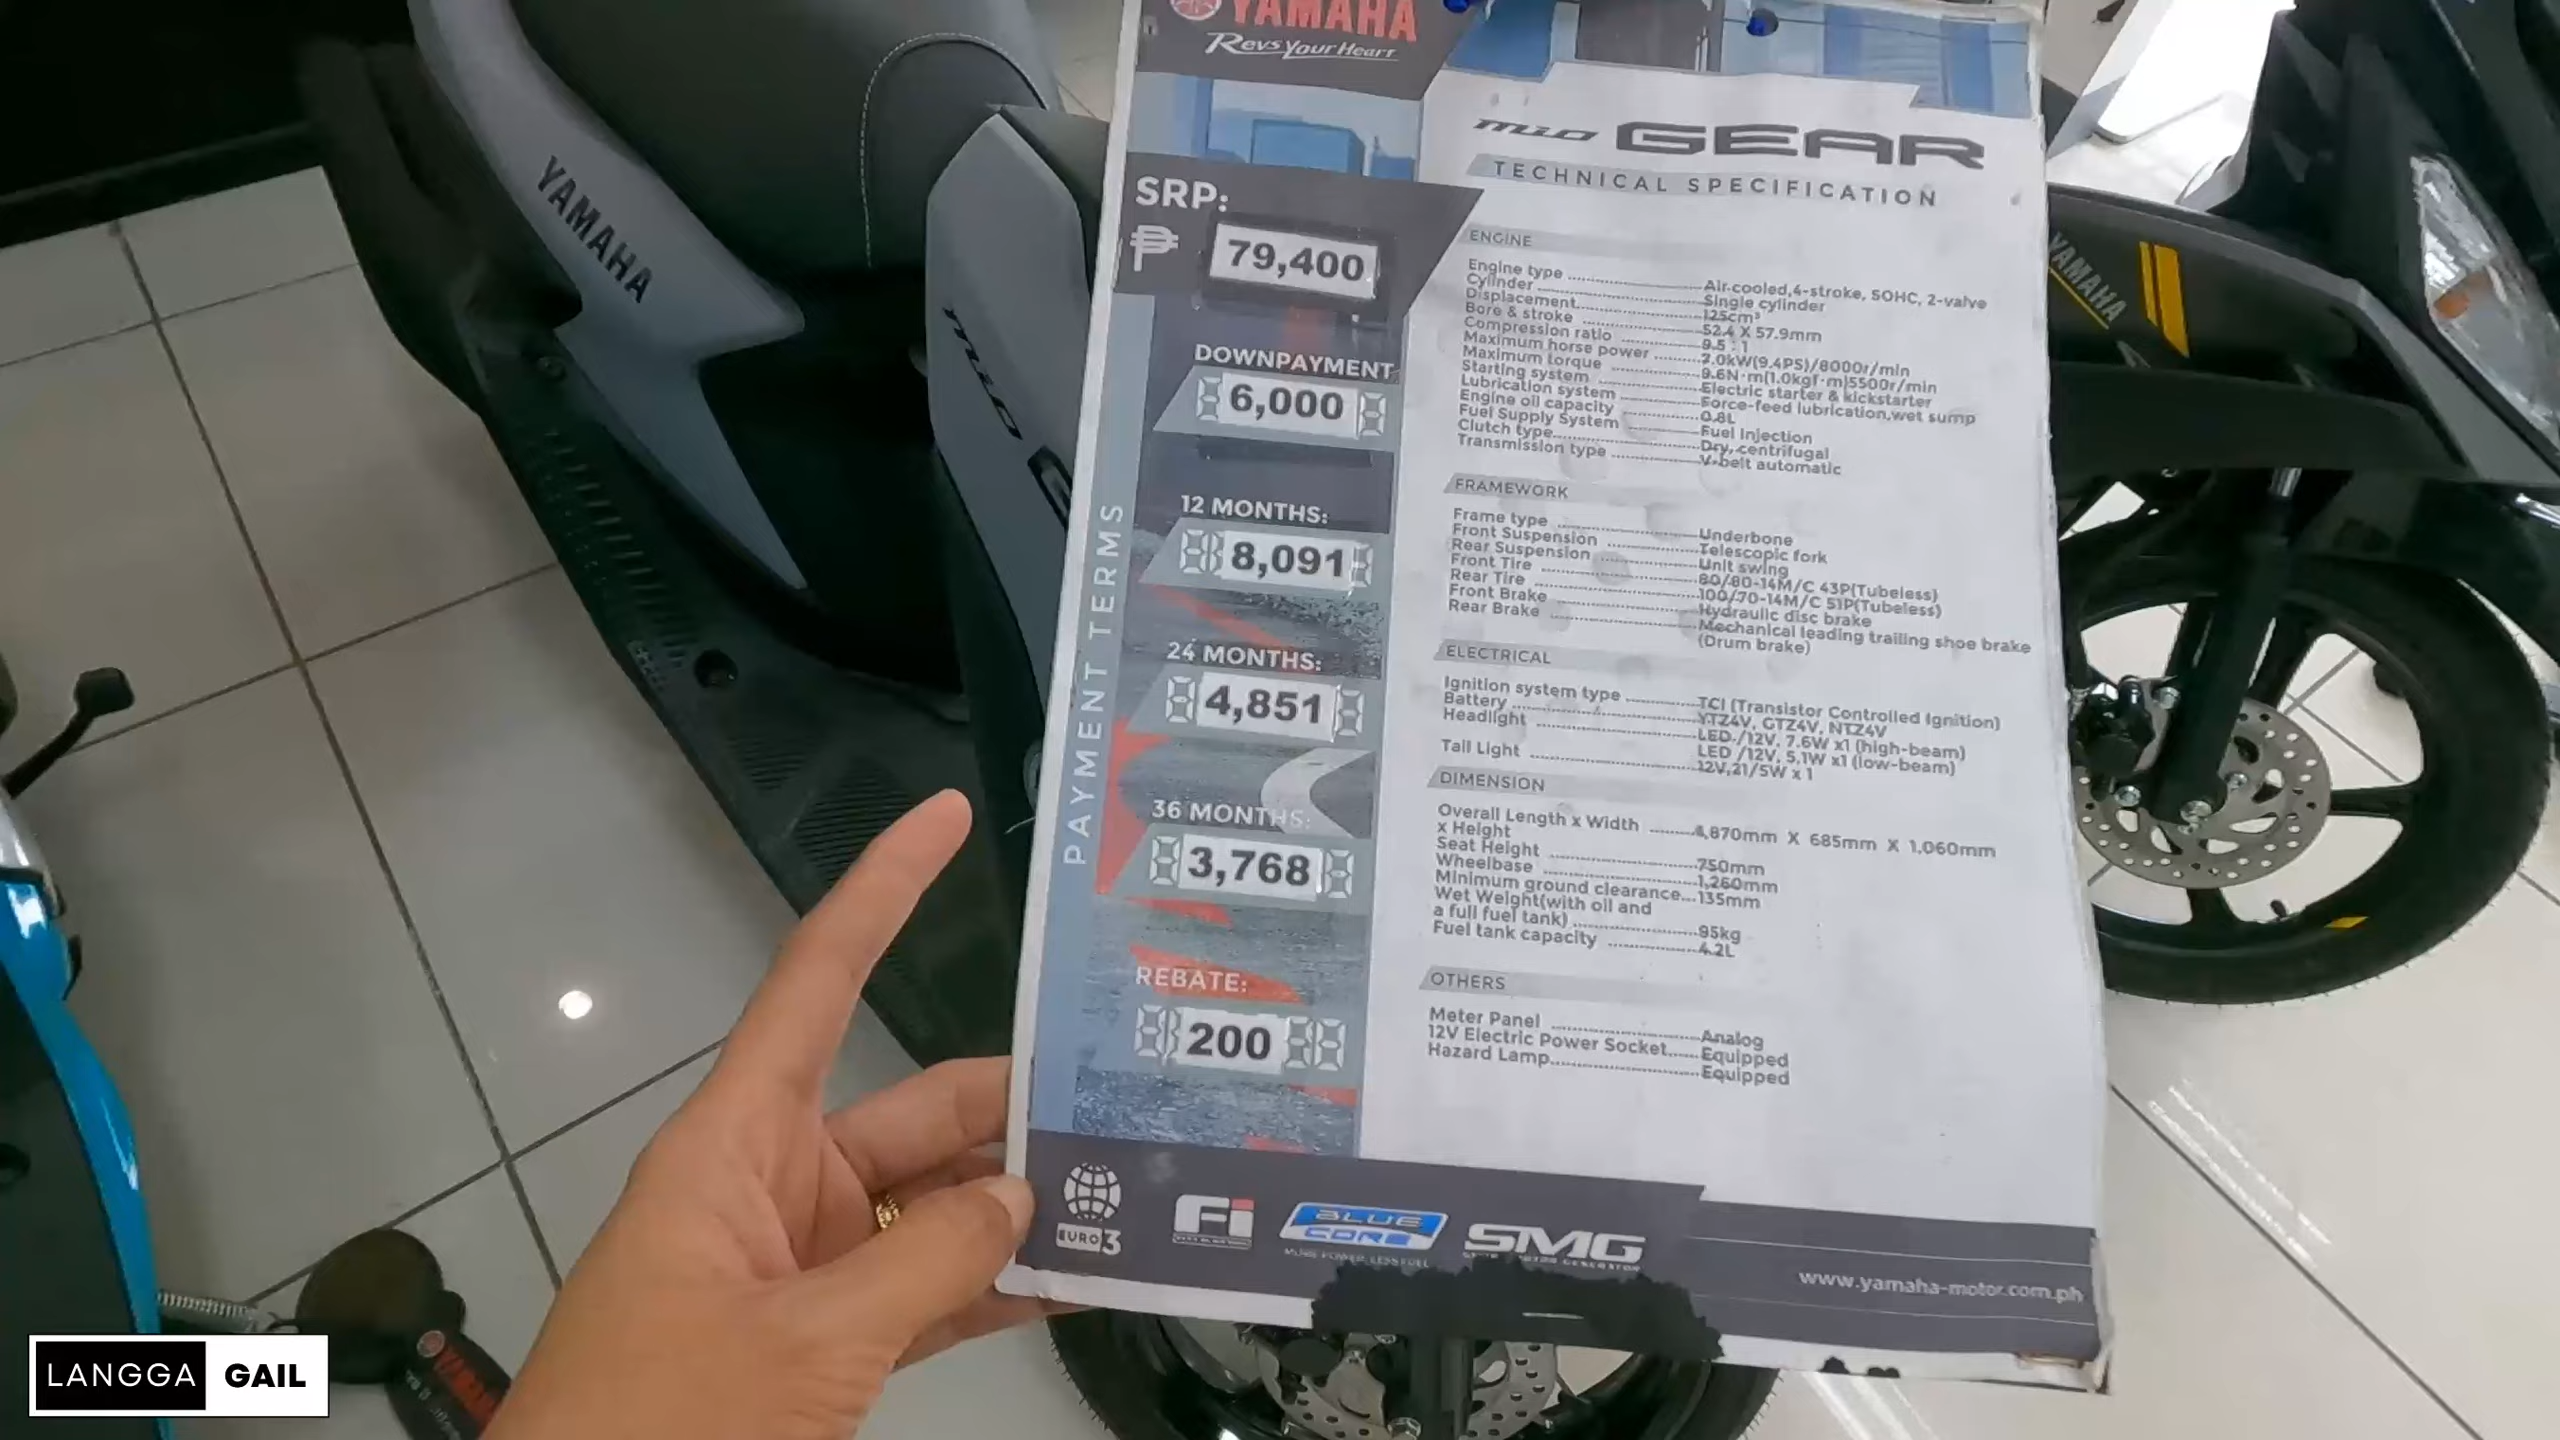 YAMAHA
Revs Your Heart
mio GEAR
TECHNICAL SPECIFICATION
SRP:
₱ 79,400
DOWNPAYMENT
6,000
12 MONTHS:
8,091
24 MONTHS:
4,851
36 MONTHS:
3,768
REBATE:
200
PAYMENT TERMS
ENGINE
Engine type ........ Air cooled,4-stroke, SOHC, 2-valve
Cylinder ........ Single cylinder
Displacement........ 125cm³
Bore & stroke ........ 52.4 X 57.9mm
Compression ratio ........ 9.5 : 1
Maximum horse power ........ 7.0kW(9.4PS)/8000r/min
Maximum torque ........ 9.6N·m(1.0kgf·m)5500r/min
Starting system ........ Electric starter & kickstarter
Lubrication system ........ Force-feed lubrication,wet sump
Engine oil capacity ........ 0.8L
Fuel Supply System ........ Fuel Injection
Clutch type........ Dry, centrifugal
Transmission type ........ V-belt automatic
FRAMEWORK
Frame type ........ Underbone
Front Suspension ........ Telescopic fork
Rear Suspension ........ Unit swing
Front Tire ........ 80/80-14M/C 43P(Tubeless)
Rear Tire ........ 100/70-14M/C 51P(Tubeless)
Front Brake ........ Hydraulic disc brake
Rear Brake ........ Mechanical leading trailing shoe brake
(Drum brake)
ELECTRICAL
Ignition system type ........ TCI (Transistor Controlled Ignition)
Battery ........ YTZ4V, GTZ4V, NTZ4V
Headlight ........ LED /12V, 7.6W x1 (high-beam)
LED /12V, 5.1W x1 (low-beam)
Tail Light ........ 12V,21/5W x 1
DIMENSION
Overall Length x Width ........ 1,870mm X 685mm X 1,060mm
x Height
Seat Height ........ 750mm
Wheelbase ........ 1,260mm
Minimum ground clearance... 135mm
Wet Weight(with oil and
a full fuel tank) ........ 95kg
Fuel tank capacity ........ 4.2L
OTHERS
Meter Panel ........ Analog
12V Electric Power Socket...... Equipped
Hazard Lamp........ Equipped
EURO 3
Fi
BLUE CORE
SMG
www.yamaha-motor.com.ph
YAMAHA
mio G
YAMAHA
YAMAHA
LANGGA GAIL